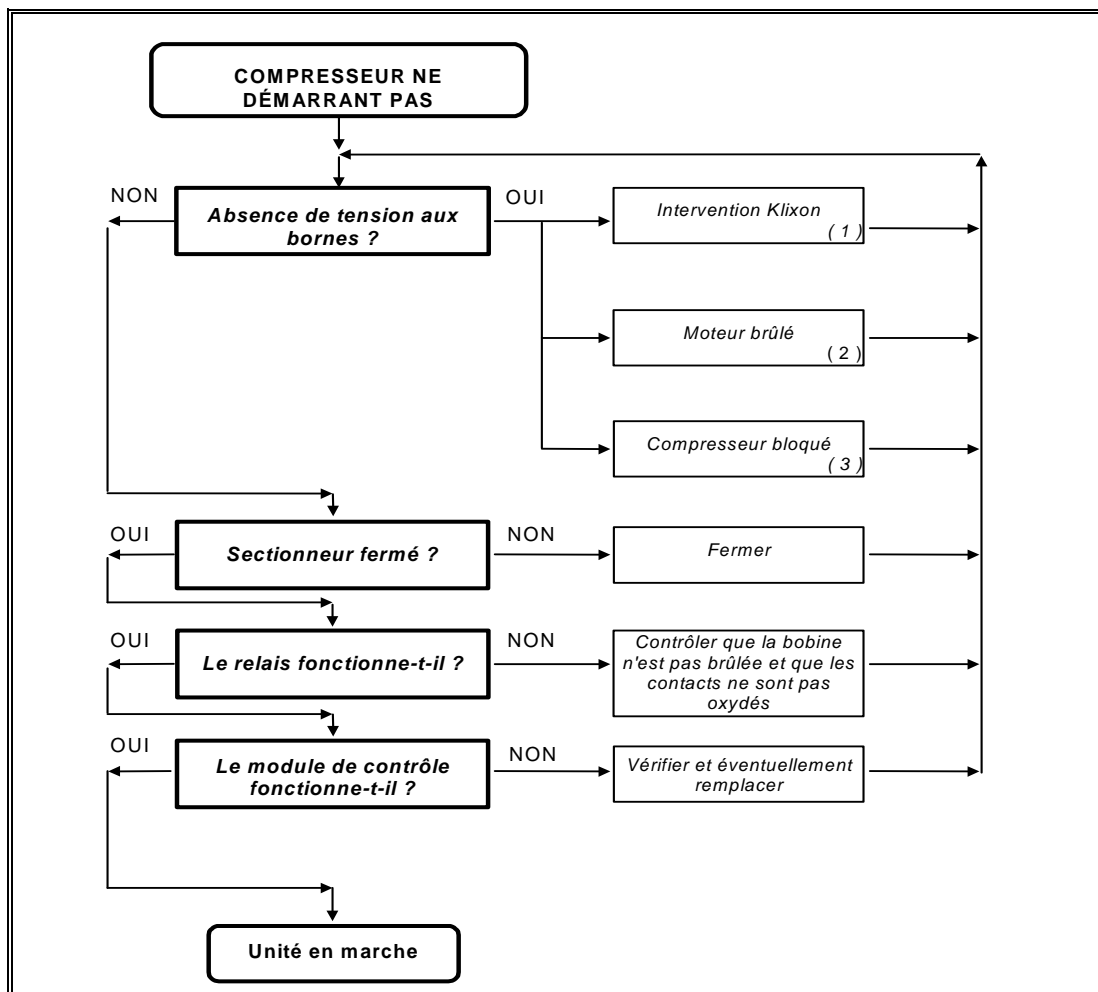 COMPRESSEUR NE
DÉMARRANT PAS
NON
Absence de tension aux
bornes ?
OUI
Intervention Klixon
( 1 )
Moteur brûlé
( 2 )
Compresseur bloqué
( 3 )
OUI
Sectionneur fermé ?
NON
Fermer
OUI
Le relais fonctionne-t-il ?
NON
Contrôler que la bobine
n'est pas brûlée et que les
contacts ne sont pas
oxydés
OUI
Le module de contrôle
fonctionne-t-il ?
NON
Vérifier et éventuellement
remplacer
Unité en marche